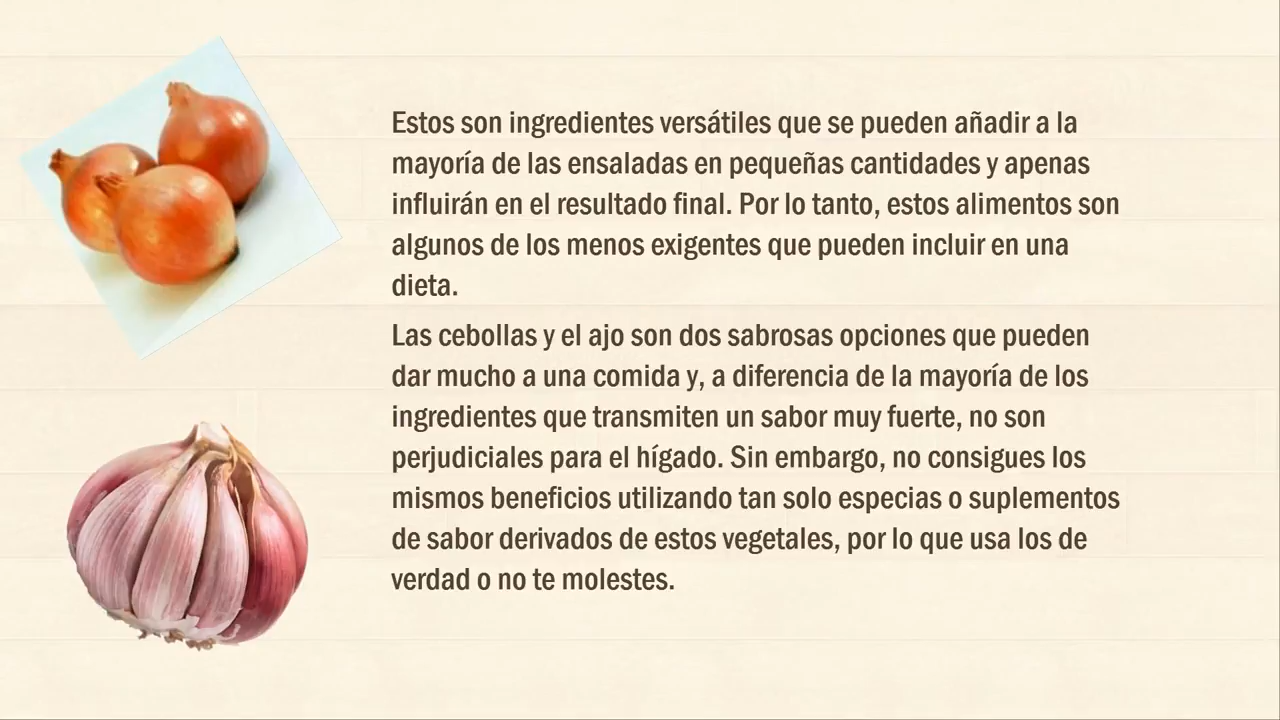 Estos son ingredientes versátiles que se pueden añadir a la
mayoría de las ensaladas en pequeñas cantidades y apenas
influirán en el resultado final. Por lo tanto, estos alimentos son
algunos de los menos exigentes que pueden incluir en una
dieta.
Las cebollas y el ajo son dos sabrosas opciones que pueden
dar mucho a una comida y, a diferencia de la mayoría de los
ingredientes que transmiten un sabor muy fuerte, no son
perjudiciales para el hígado. Sin embargo, no consigues los
mismos beneficios utilizando tan solo especias o suplementos
de sabor derivados de estos vegetales, por lo que usa los de
verdad o no te molestes.